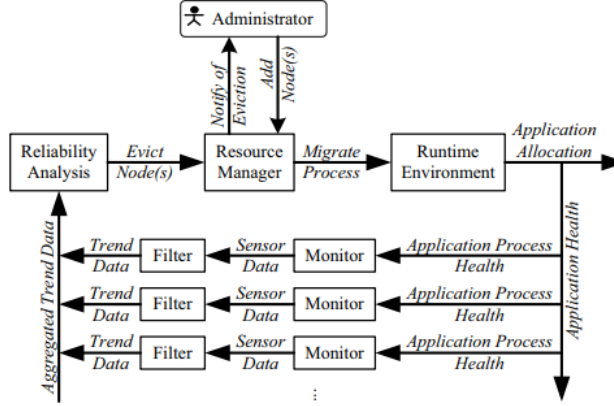 Administrator
Notify of
Eviction
Add
Node(s)
Reliability
Analysis
Evict
Node(s)
Resource
Manager
Migrate
Process
Runtime
Environment
Application
Allocation
Aggregated Trend Data
Trend
Data
Filter
Sensor
Data
Monitor
Application Process
Health
Trend
Data
Filter
Sensor
Data
Monitor
Application Process
Health
Trend
Data
Filter
Sensor
Data
Monitor
Application Process
Health
Application Health
...